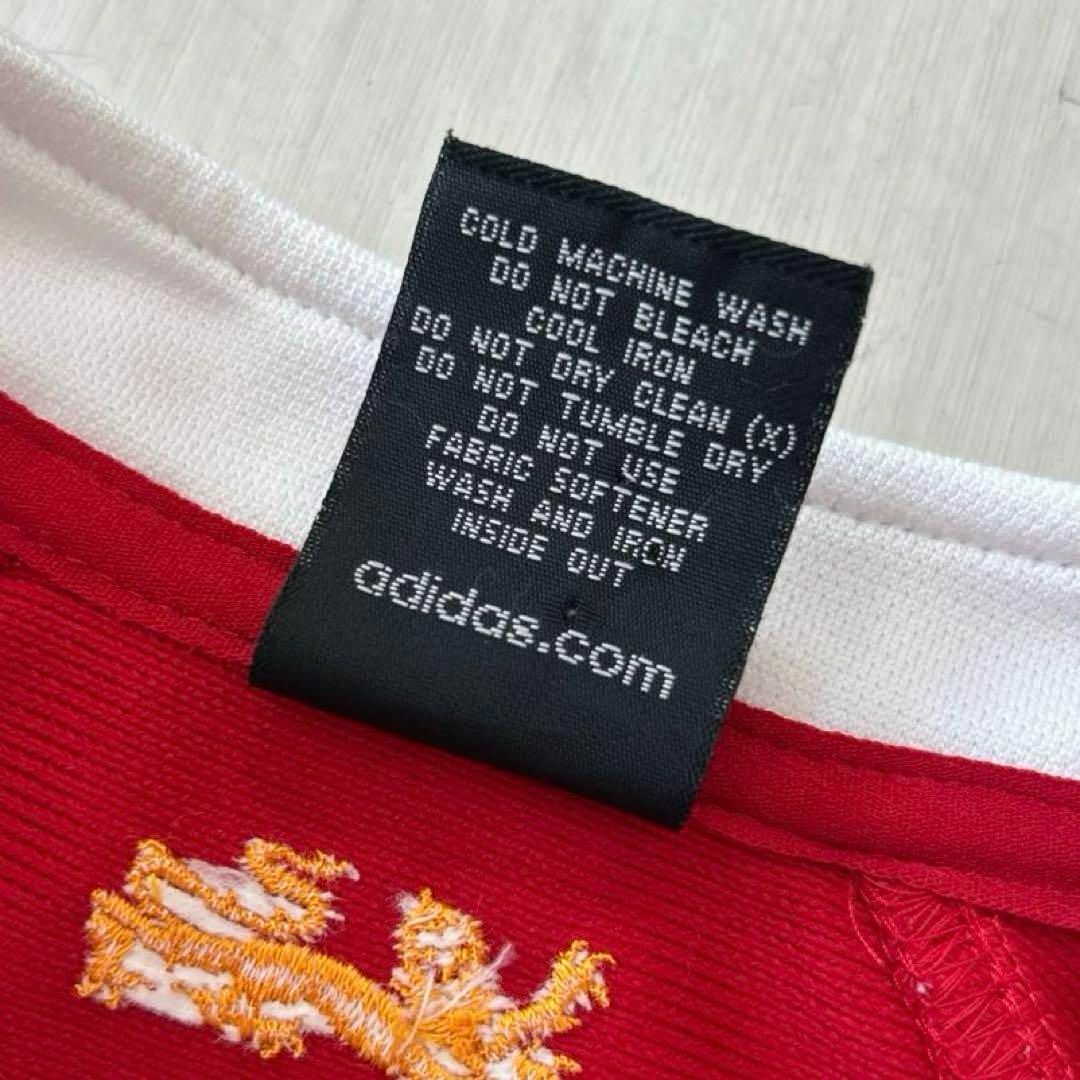 COLD MACHINE WASH
DO NOT BLEACH
COOL IRON
DO NOT DRY CLEAN (X)
DO NOT TUMBLE DRY
DO NOT USE
FABRIC SOFTENER
WASH AND IRON
INSIDE OUT
adidas.com